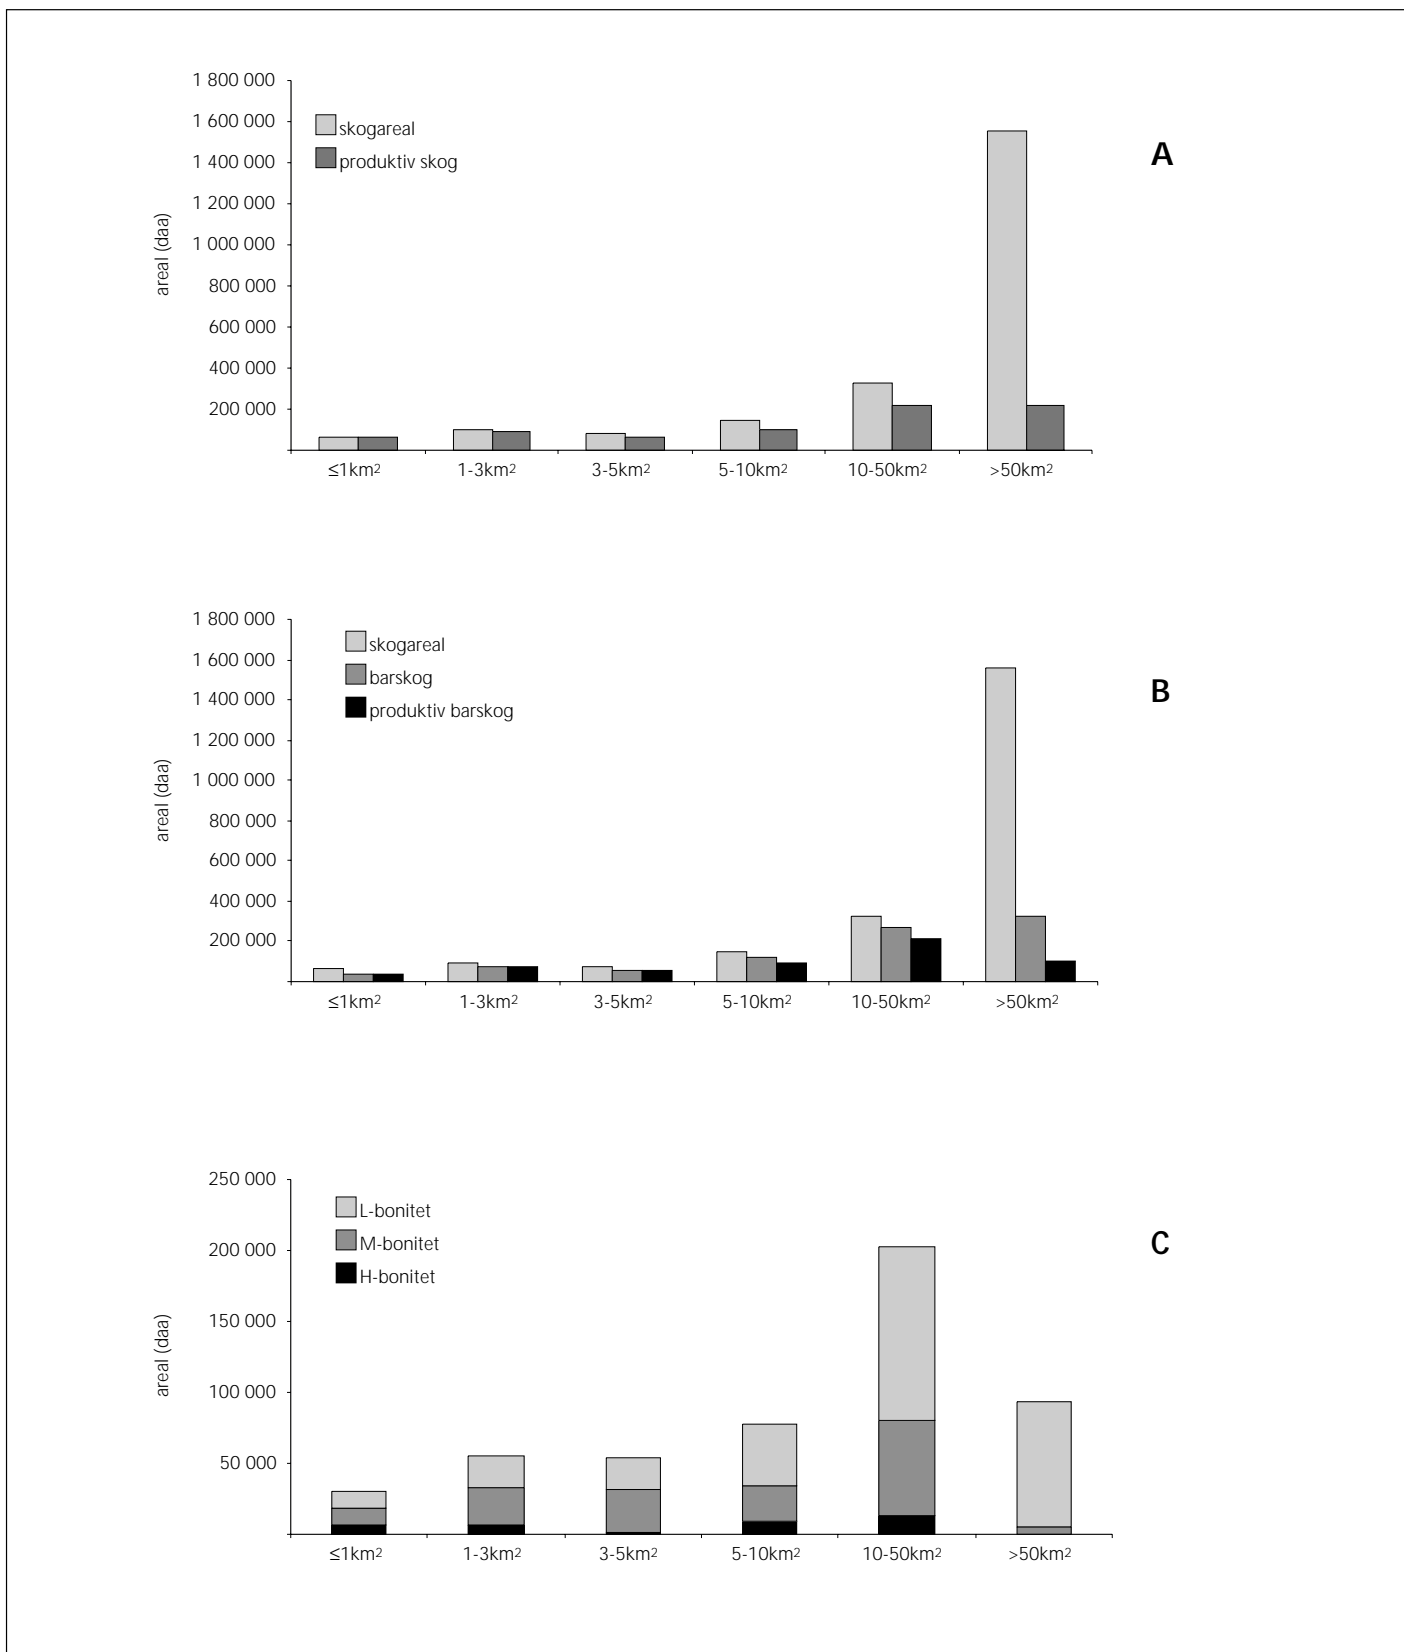 1 800 000
1 600 000
1 400 000
1 200 000
1 000 000
800 000
600 000
400 000
200 000
areal (daa)
skogareal
produktiv skog
A
≤1km² 1-3km² 3-5km² 5-10km² 10-50km² >50km²
1 800 000
1 600 000
1 400 000
1 200 000
1 000 000
800 000
600 000
400 000
200 000
areal (daa)
skogareal
barskog
produktiv barskog
B
≤1km² 1-3km² 3-5km² 5-10km² 10-50km² >50km²
250 000
200 000
150 000
100 000
50 000
areal (daa)
L-bonitet
M-bonitet
H-bonitet
C
≤1km² 1-3km² 3-5km² 5-10km² 10-50km² >50km²